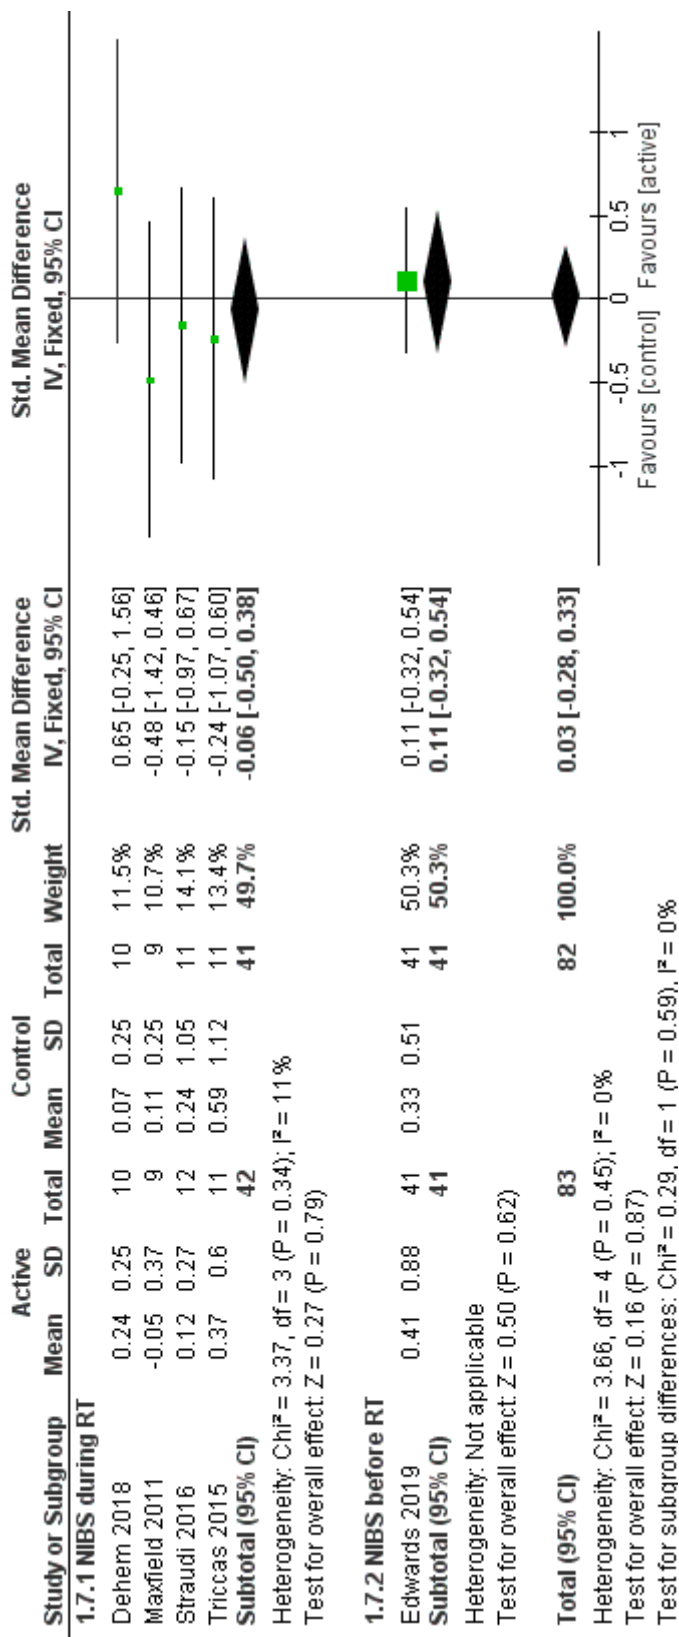 Active Control Std. Mean Difference Std. Mean Difference
Study or Subgroup Mean SD Total Mean SD Total Weight IV, Fixed, 95% CI IV, Fixed, 95% CI
1.7.1 NIBS during RT
Dehem 2018 0.24 0.25 10 0.07 0.25 10 11.5% 0.65 [-0.25, 1.56]
Maxfield 2011 -0.05 0.37 9 0.11 0.25 9 10.7% -0.48 [-1.42, 0.46]
Straudi 2016 0.12 0.27 12 0.24 1.05 11 14.1% -0.15 [-0.97, 0.67]
Triccas 2015 0.37 0.6 11 0.59 1.12 11 13.4% -0.24 [-1.07, 0.60]
Subtotal (95% CI) 42 41 49.7% -0.06 [-0.50, 0.38]
Heterogeneity: Chi² = 3.37, df = 3 (P = 0.34); I² = 11%
Test for overall effect: Z = 0.27 (P = 0.79)
1.7.2 NIBS before RT
Edwards 2019 0.41 0.88 41 0.33 0.51 41 50.3% 0.11 [-0.32, 0.54]
Subtotal (95% CI) 41 41 50.3% 0.11 [-0.32, 0.54]
Heterogeneity: Not applicable
Test for overall effect: Z = 0.50 (P = 0.62)
Total (95% CI) 83 82 100.0% 0.03 [-0.28, 0.33]
Heterogeneity: Chi² = 3.66, df = 4 (P = 0.45); I² = 0%
Test for overall effect: Z = 0.16 (P = 0.87)
Test for subgroup differences: Chi² = 0.29, df = 1 (P = 0.59), I² = 0%
-1 -0.5 0 0.5 1
Favours [control] Favours [active]